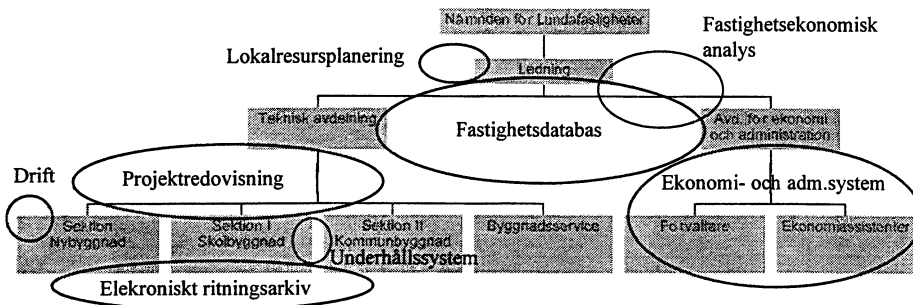 Nämnden för Lundafastigheter
Fastighetsekonomisk
analys
Lokalresursplanering
Ledning
Teknisk avdelning
Fastighetsdatabas
Avd. för ekonomi
och administration
Drift
Projektredovisning
Ekonomi- och adm.system
Sektion
Nybyggnad
Sektion I
Skolbyggnad
Sektion II
Kommunbyggnad
Byggnadsservice
Förvaltare
Ekonomiassistenter
Underhållssystem
Elekroniskt ritningsarkiv